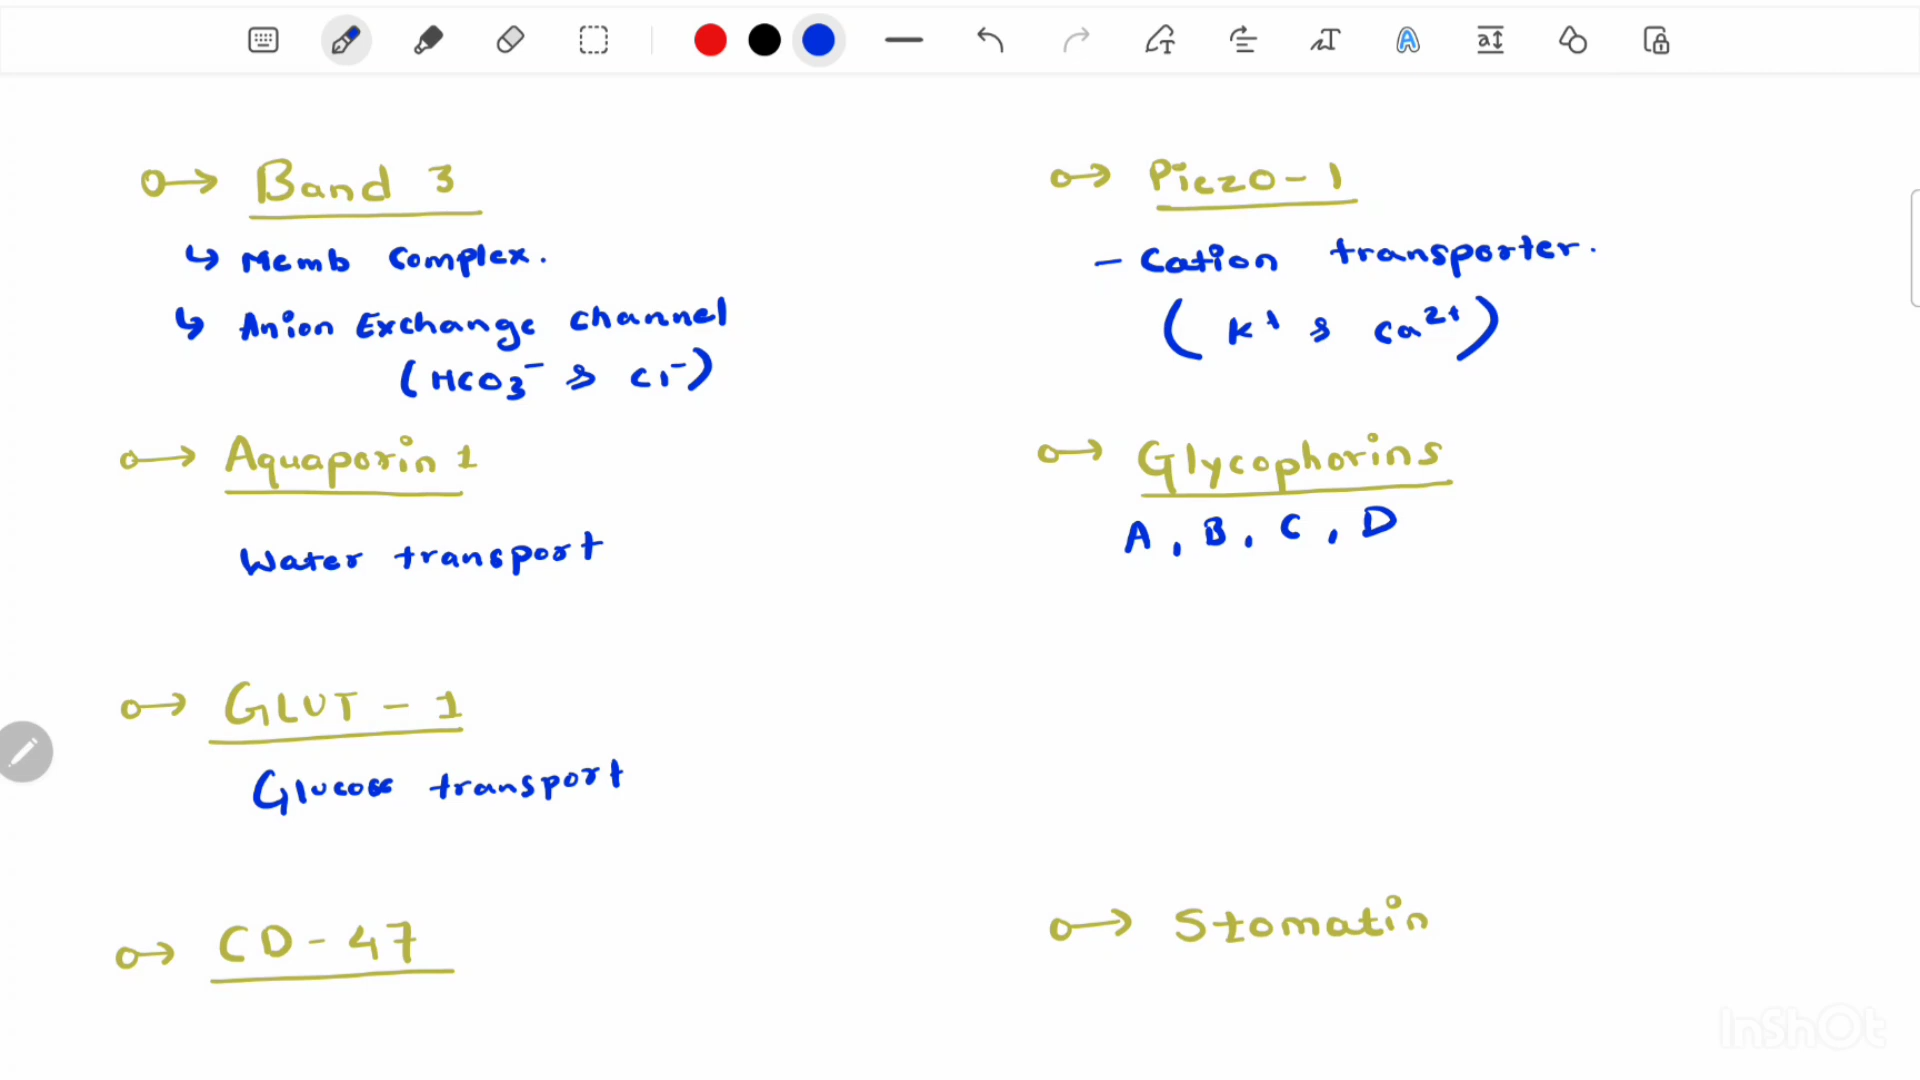 Band 3
Memb complex.
Anion Exchange channel
(HCO3⁻ & Cl⁻)
Aquaporin 1
Water transport
GLUT - 1
Glucose transport
CD - 47
Piezo - 1
- Cation transporter.
(K⁺ & Ca²⁺)
Glycophorins
A, B, C, D
Stomatin
InShOt